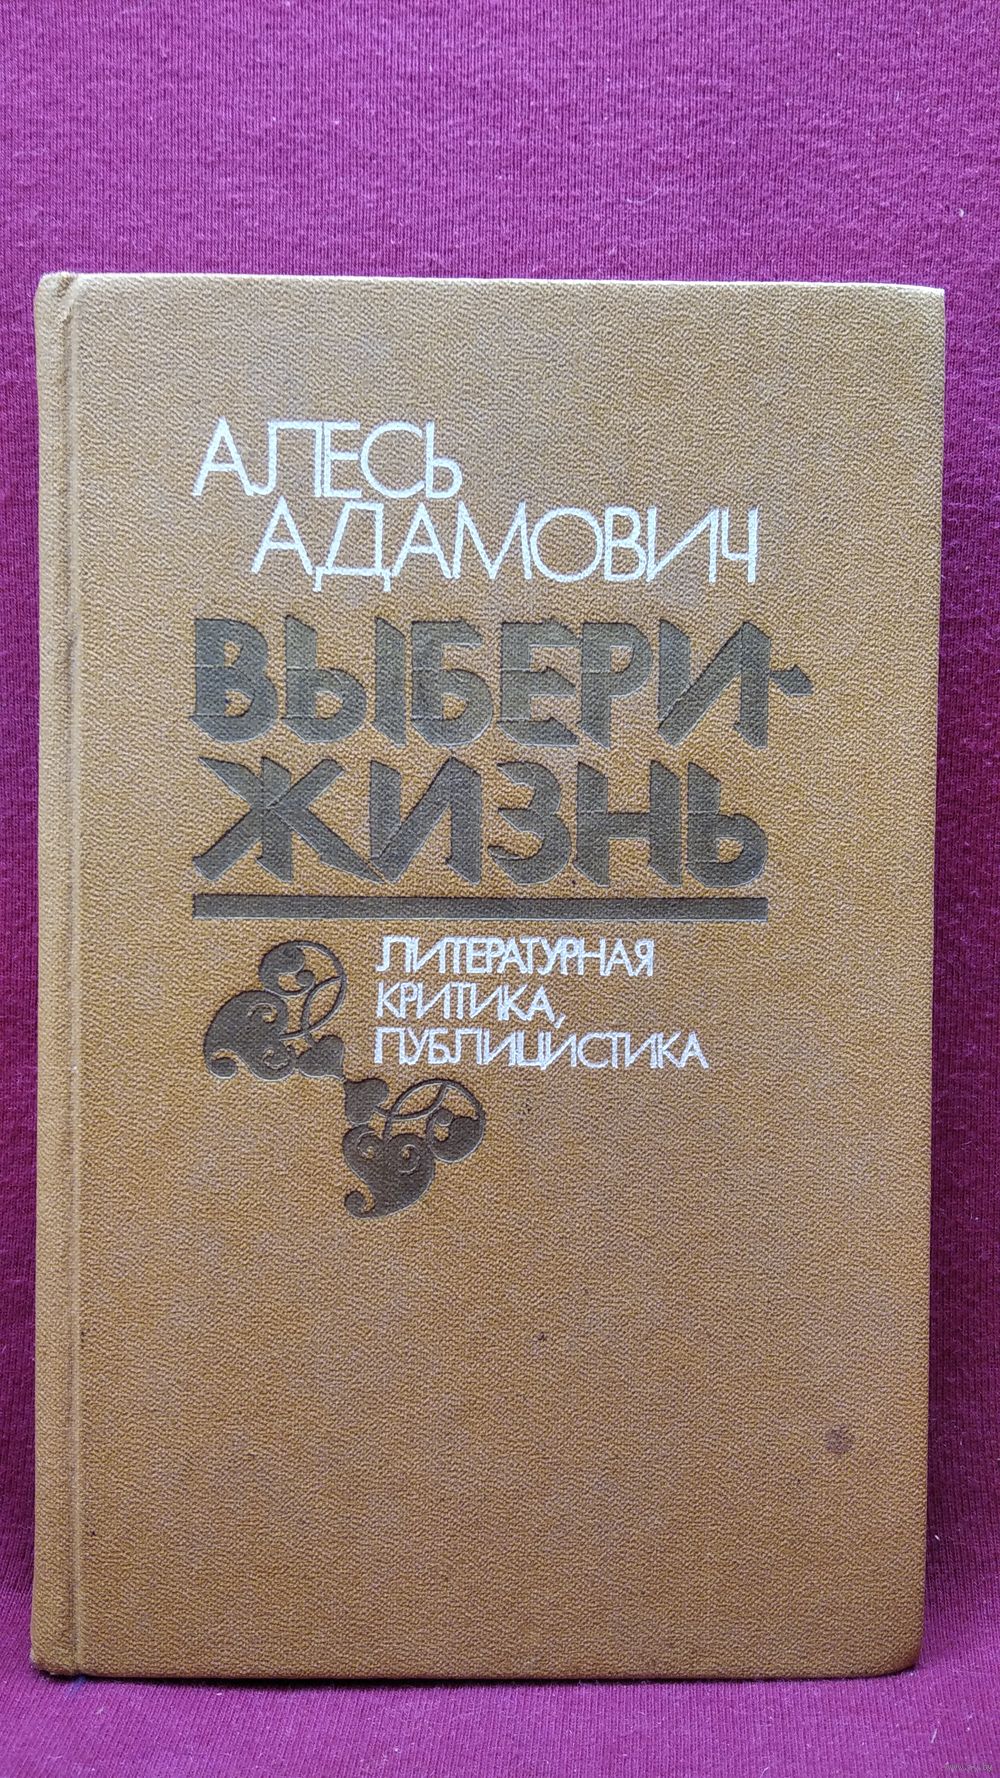 АЛЕСЬ
АДАМОВИЧ
ВЫБЕРИ-
ЖИЗНЬ
ЛИТЕРАТУРНАЯ
КРИТИКА,
ПУБЛИЦИСТИКА